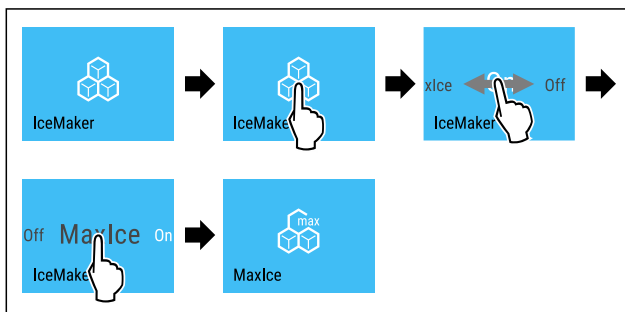 IceMaker
IceMake
xIce Off
IceMaker
Off MaxIce On
IceMake
max
MaxIce